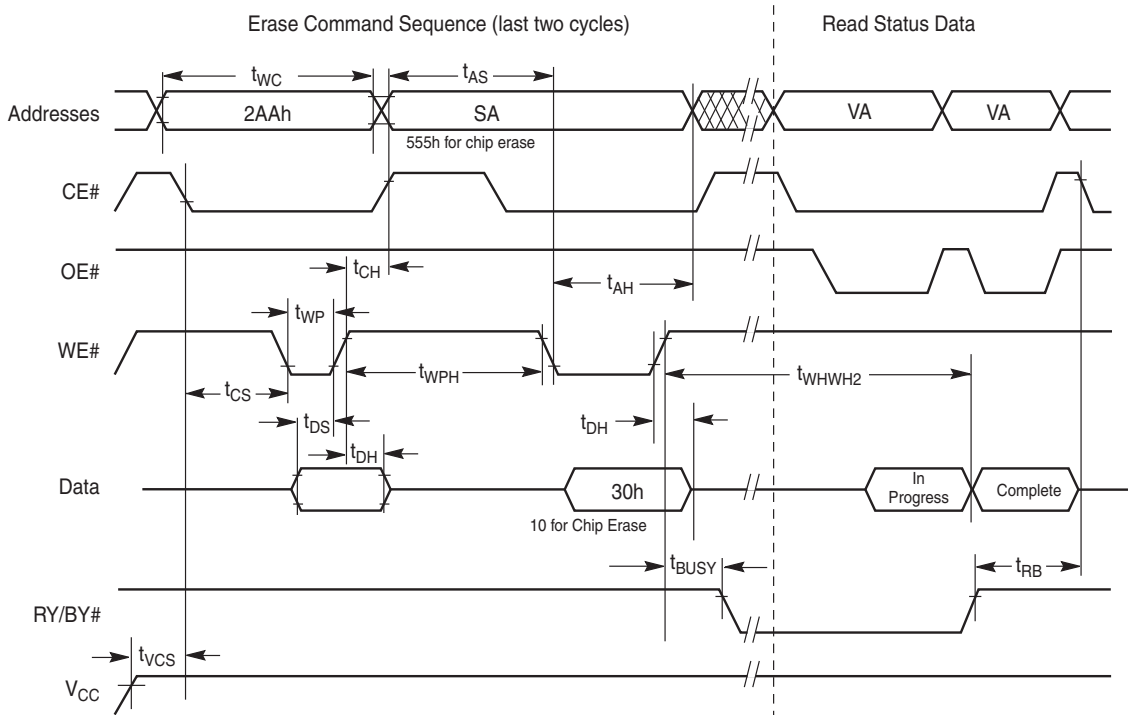 Erase Command Sequence (last two cycles)
Read Status Data
tWC
tAS
Addresses
2AAh
SA
VA
VA
555h for chip erase
CE#
OE#
tCH
tAH
tWP
WE#
tWPH
tWHWH2
tCS
tDS
tDH
tDH
Data
30h
In
Progress
Complete
10 for Chip Erase
tBUSY
tRB
RY/BY#
tVCS
VCC